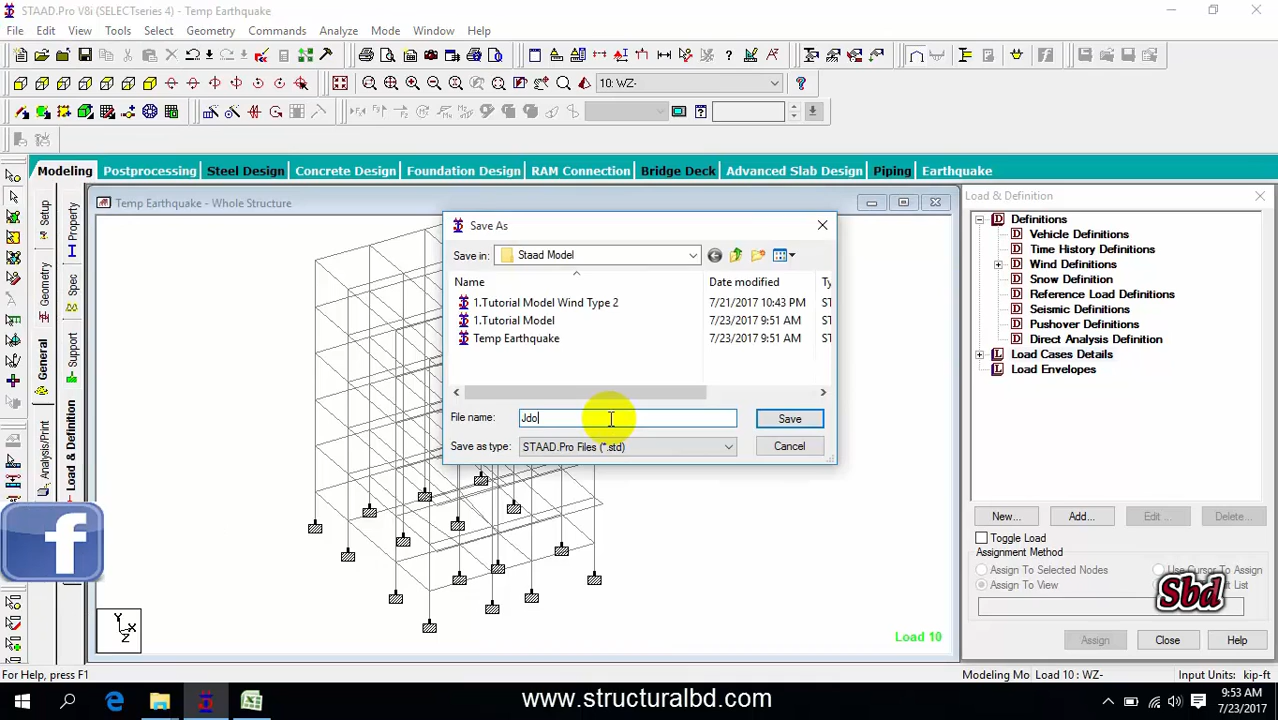 STAAD.Pro V8i (SELECTseries 4) - Temp Earthquake
File Edit View Tools Select Geometry Commands Analyze Mode Window Help
10: WZ-
Modeling Postprocessing Steel Design Concrete Design Foundation Design RAM Connection Bridge Deck Advanced Slab Design Piping Earthquake
Setup
Geometry
General
Analysis/Print
Property
Spec
Support
Load & Definition
Temp Earthquake - Whole Structure
Save As
Save in: Staad Model
Name Date modified Ty
1.Tutorial Model Wind Type 2 7/21/2017 10:43 PM ST
1.Tutorial Model 7/23/2017 9:51 AM ST
Temp Earthquake 7/23/2017 9:51 AM ST
File name: Jdo
Save
Save as type: STAAD.Pro Files (*.std)
Cancel
Load & Definition
Definitions
Vehicle Definitions
Time History Definitions
Wind Definitions
Snow Definition
Reference Load Definitions
Seismic Definitions
Pushover Definitions
Direct Analysis Definition
Load Cases Details
Load Envelopes
New... Add... Edit... Delete...
Toggle Load
Assignment Method
Assign To Selected Nodes Use Cursor To Assign
Assign To View t List
Sbd
Assign Close Help
Y
X
Z
Load 10
For Help, press F1
Modeling Mo Load 10 : WZ- Input Units: kip-ft
www.structuralbd.com
9:53 AM
7/23/2017